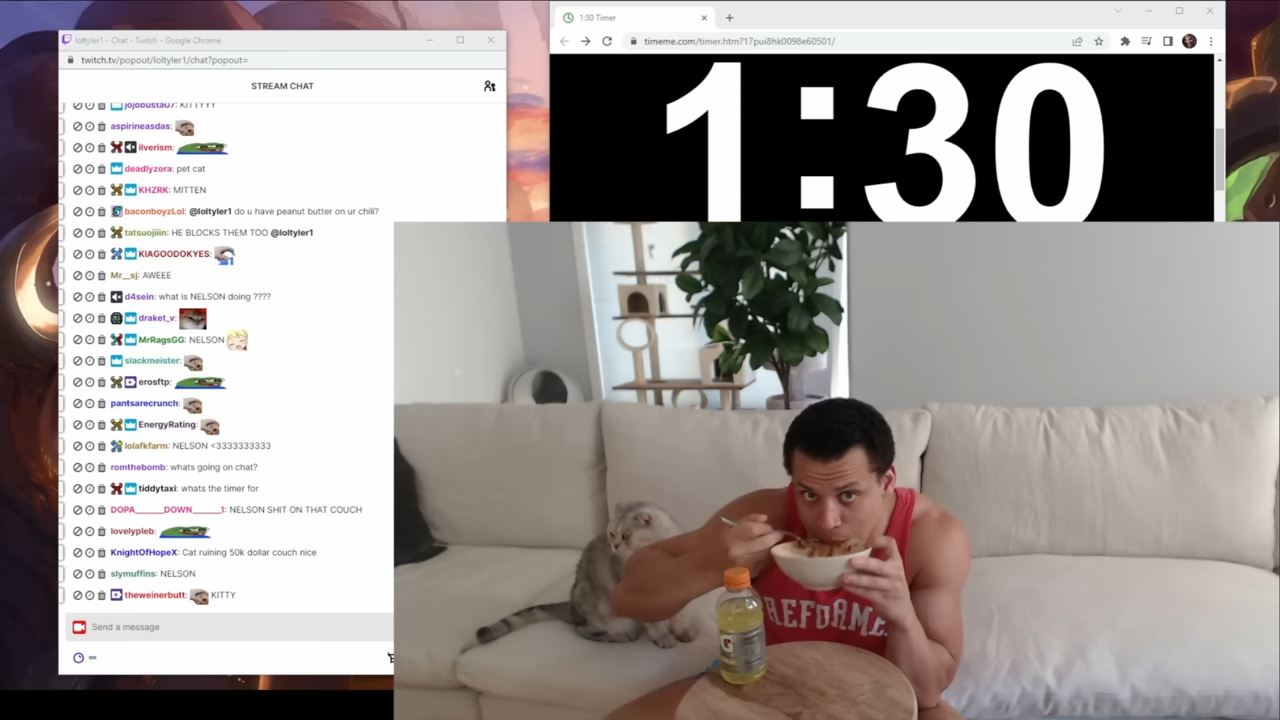 loltyler1 - Chat - Twitch - Google Chrome
twitch.tv/popout/loltyler1/chat?popout=
STREAM CHAT
jojobusta07: KITTYYY
aspirineasdas:
ilverism:
deadlyzora: pet cat
KHZRK: MITTEN
baconboyzLol: @loltyler1 do u have peanut butter on ur chili?
tatsuojiiin: HE BLOCKS THEM TOO @loltyler1
KIAGOODOKYES:
Mr__sj: AWEEE
d4sein: what is NELSON doing ????
draket_v:
MrRagsGG: NELSON
slackmeister:
erosftp:
pantsarecrunch:
EnergyRating:
lolafkfarm: NELSON <3333333333
romthebomb: whats going on chat?
tiddytaxi: whats the timer for
DOPA______DOWN______1: NELSON SHIT ON THAT COUCH
lovelypleb:
KnightOfHopeX: Cat ruining 50k dollar couch nice
slymuffins: NELSON
theweinerbutt: KITTY
Send a message
∞
1:30 Timer
timeme.com/timer.htm?17pui8hk0098e60501/
1:30
REFORME
G